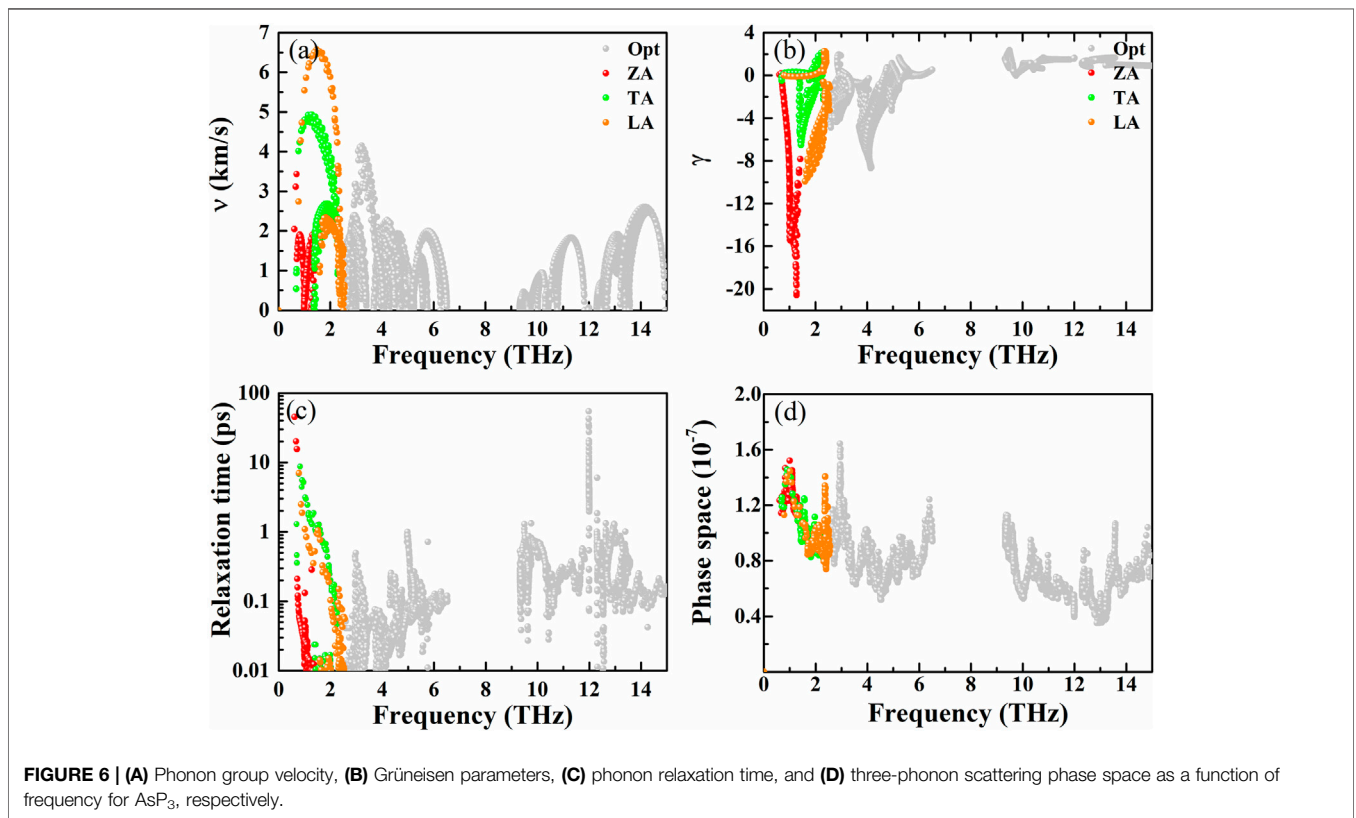 (a)
Opt
ZA
TA
LA
7
6
5
4
3
2
1
0
ν (km/s)
0 2 4 6 8 10 12 14
Frequency (THz)
(b)
Opt
ZA
TA
LA
4
0
-4
-8
-12
-16
-20
γ
0 2 4 6 8 10 12 14
Frequency (THz)
(c)
100
10
1
0.1
0.01
Relaxation time (ps)
0 2 4 6 8 10 12 14
Frequency (THz)
(d)
2.0
1.6
1.2
0.8
0.4
Phase space (10⁻⁷)
0 2 4 6 8 10 12 14
Frequency (THz)
FIGURE 6 | (A) Phonon group velocity, (B) Grüneisen parameters, (C) phonon relaxation time, and (D) three-phonon scattering phase space as a function of
frequency for AsP₃, respectively.